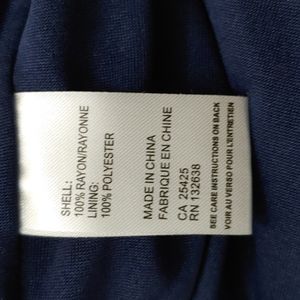 SHELL:
100% RAYON/RAYONNE
LINING:
100% POLYESTER
MADE IN CHINA
FABRIQUE EN CHINE
CA 25425
RN 132638
SEE CARE INSTRUCTIONS ON BACK
VOIR AU VERSO POUR L'ENTRETIEN